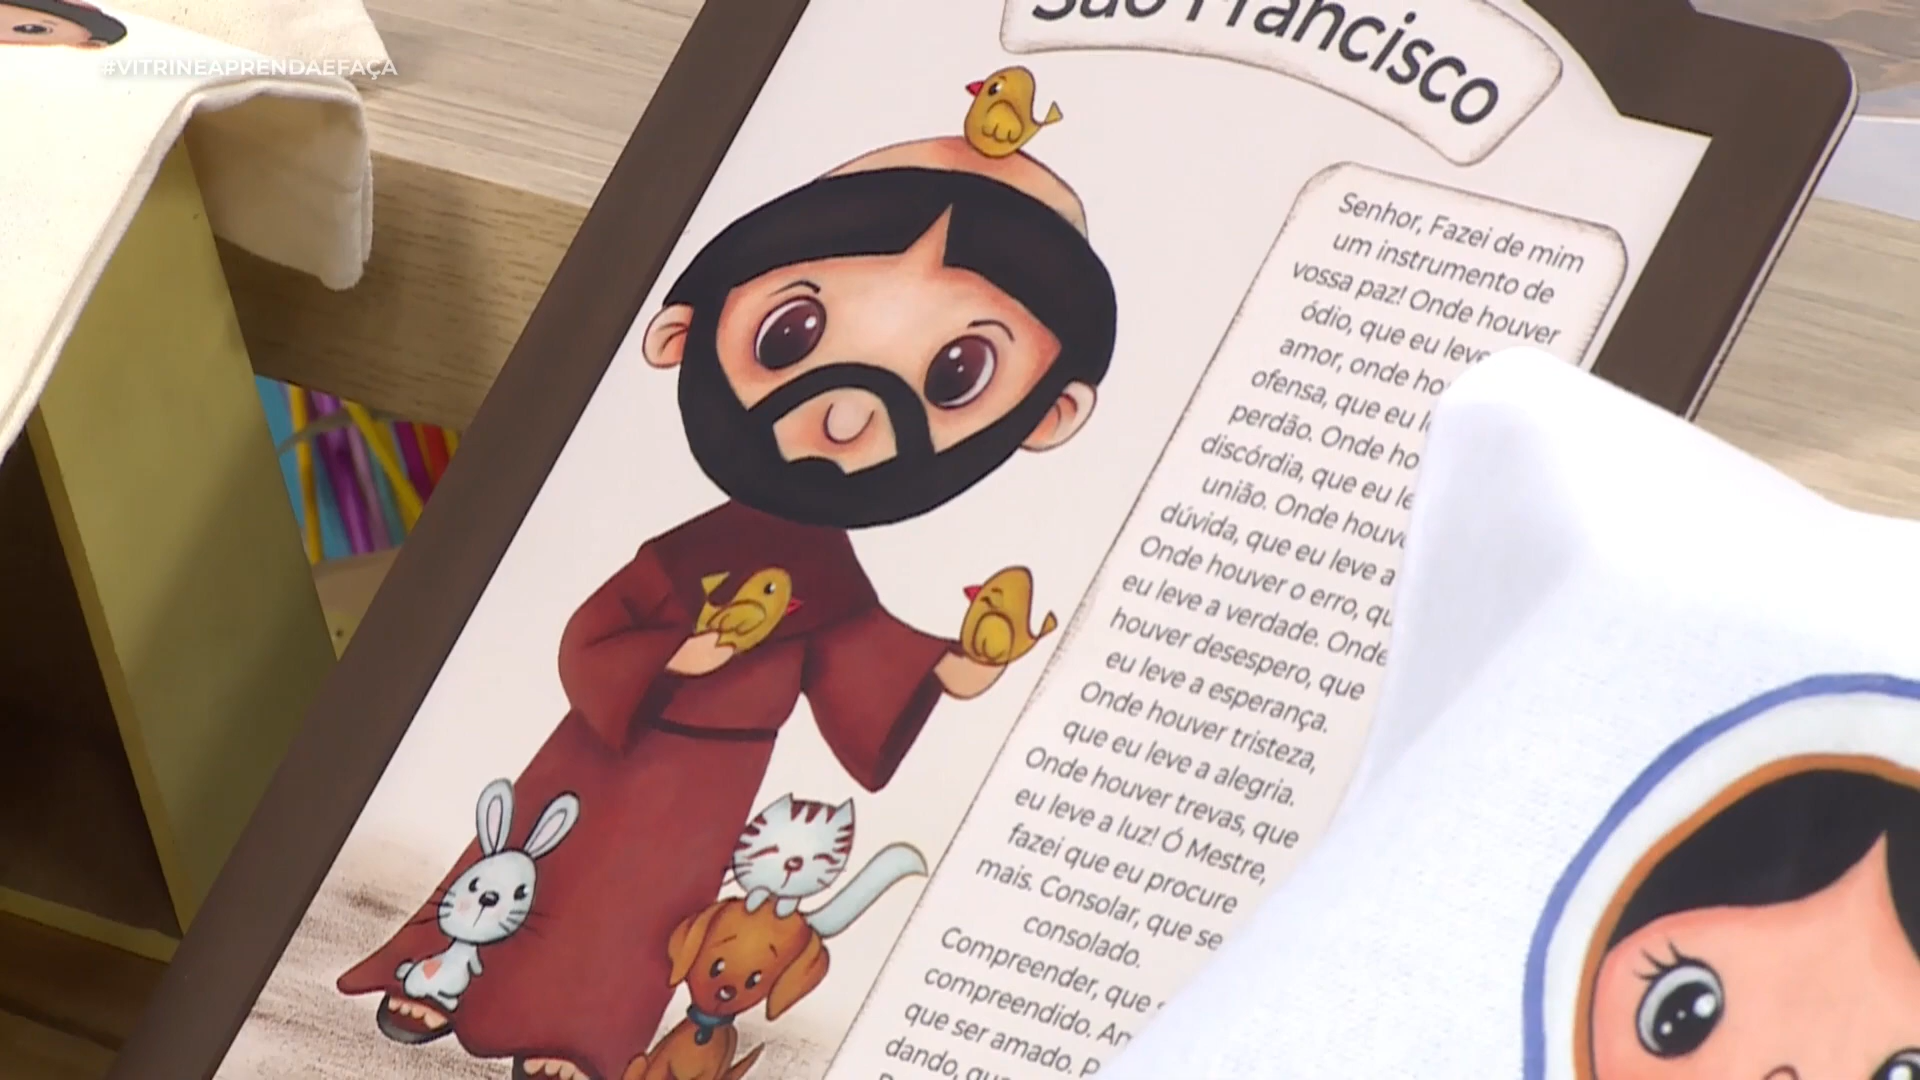 #VITRINEAPRENDAEFAÇA
São Francisco
Senhor, Fazei de mim
um instrumento de
vossa paz! Onde houver
ódio, que eu leve
amor, onde
ofensa, que eu
perdão. Onde
discórdia, que eu
união. Onde
dúvida, que eu leve a
Onde houver o erro,
eu leve a verdade. Onde
houver desespero, que
eu leve a esperança.
Onde houver tristeza,
que eu leve a alegria.
Onde houver trevas, que
eu leve a luz! Ó Mestre,
fazei que eu procure
mais. Consolar, que se
consolado.
Compreender, que
compreendido.
que ser amado.
dando,